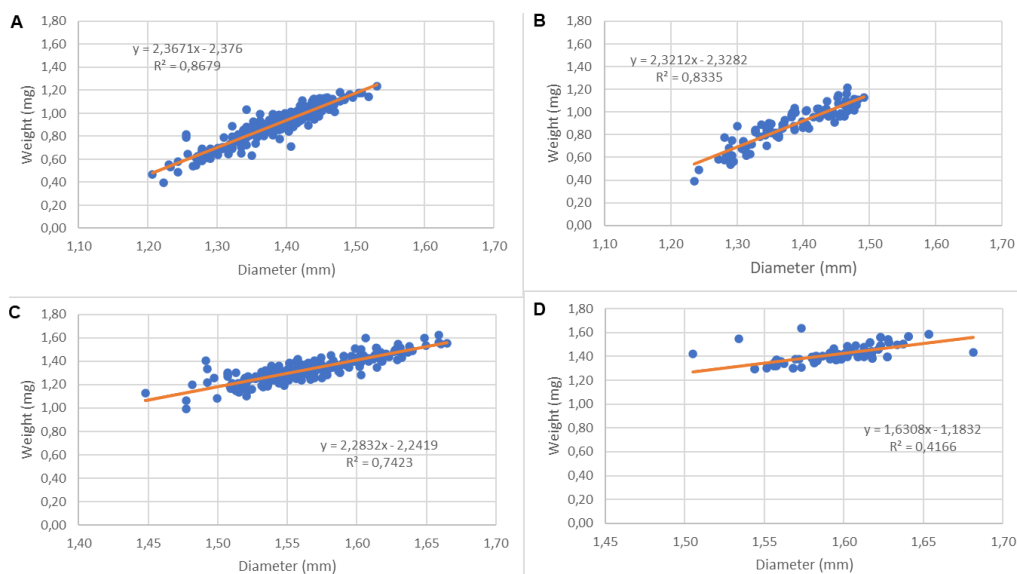 A
Weight (mg)
1,80
1,60
1,40
1,20
1,00
0,80
0,60
0,40
0,20
0,00
y = 2,3671x - 2,376
R² = 0,8679
1,10 1,20 1,30 1,40 1,50 1,60 1,70
Diameter (mm)
B
Weight (mg)
1,80
1,60
1,40
1,20
1,00
0,80
0,60
0,40
0,20
0,00
y = 2,3212x - 2,3282
R² = 0,8335
1,10 1,20 1,30 1,40 1,50 1,60 1,70
Diameter (mm)
C
Weight (mg)
1,80
1,60
1,40
1,20
1,00
0,80
0,60
0,40
0,20
0,00
y = 2,2832x - 2,2419
R² = 0,7423
1,40 1,45 1,50 1,55 1,60 1,65 1,70
Diameter (mm)
D
Weight (mg)
1,80
1,60
1,40
1,20
1,00
0,80
0,60
0,40
0,20
0,00
y = 1,6308x - 1,1832
R² = 0,4166
1,45 1,50 1,55 1,60 1,65 1,70
Diameter (mm)